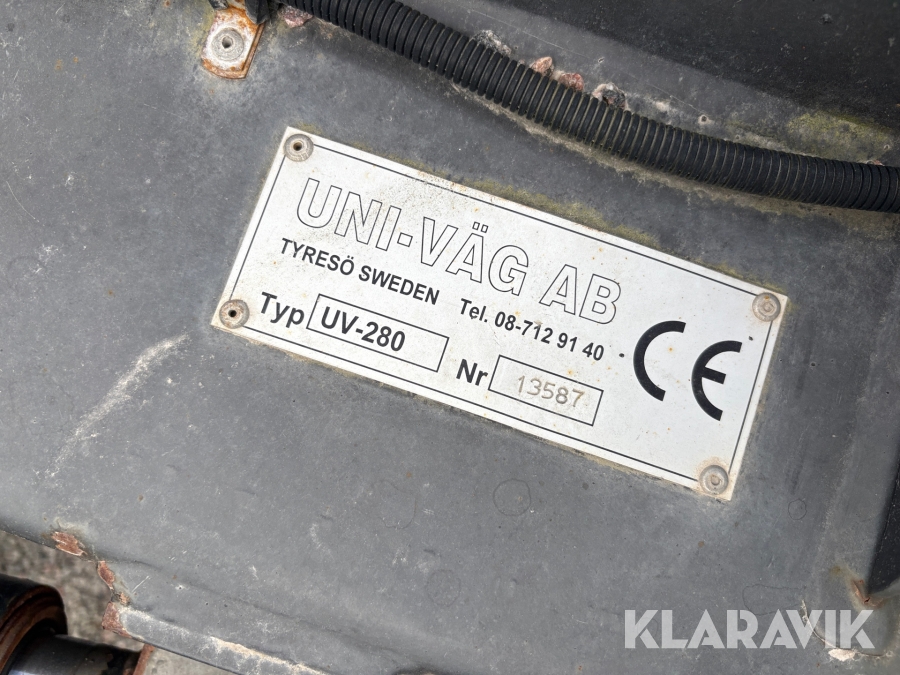 UNI-VÄG AB
TYRESÖ SWEDEN Tel. 08-712 91 40
Typ UV-280 Nr 13587
CE
KLARAVIK